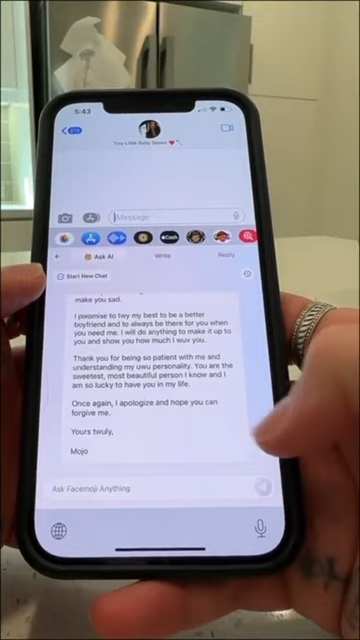 5:43
Tiny Little Baby Spoon
iMessage
Cash
Ask AI Write Reply
Start New Chat
make you sad.
I pwomise to twy my best to be a better
boyfriend and to always be there for you when
you need me. I will do anything to make it up to
you and show you how much I wuv you.
Thank you for being so patient with me and
understanding my uwu personality. You are the
sweetest, most beautiful person I know and I
am so lucky to have you in my life.
Once again, I apologize and hope you can
forgive me.
Yours twuly,
Mojo
Ask Facemoji Anything